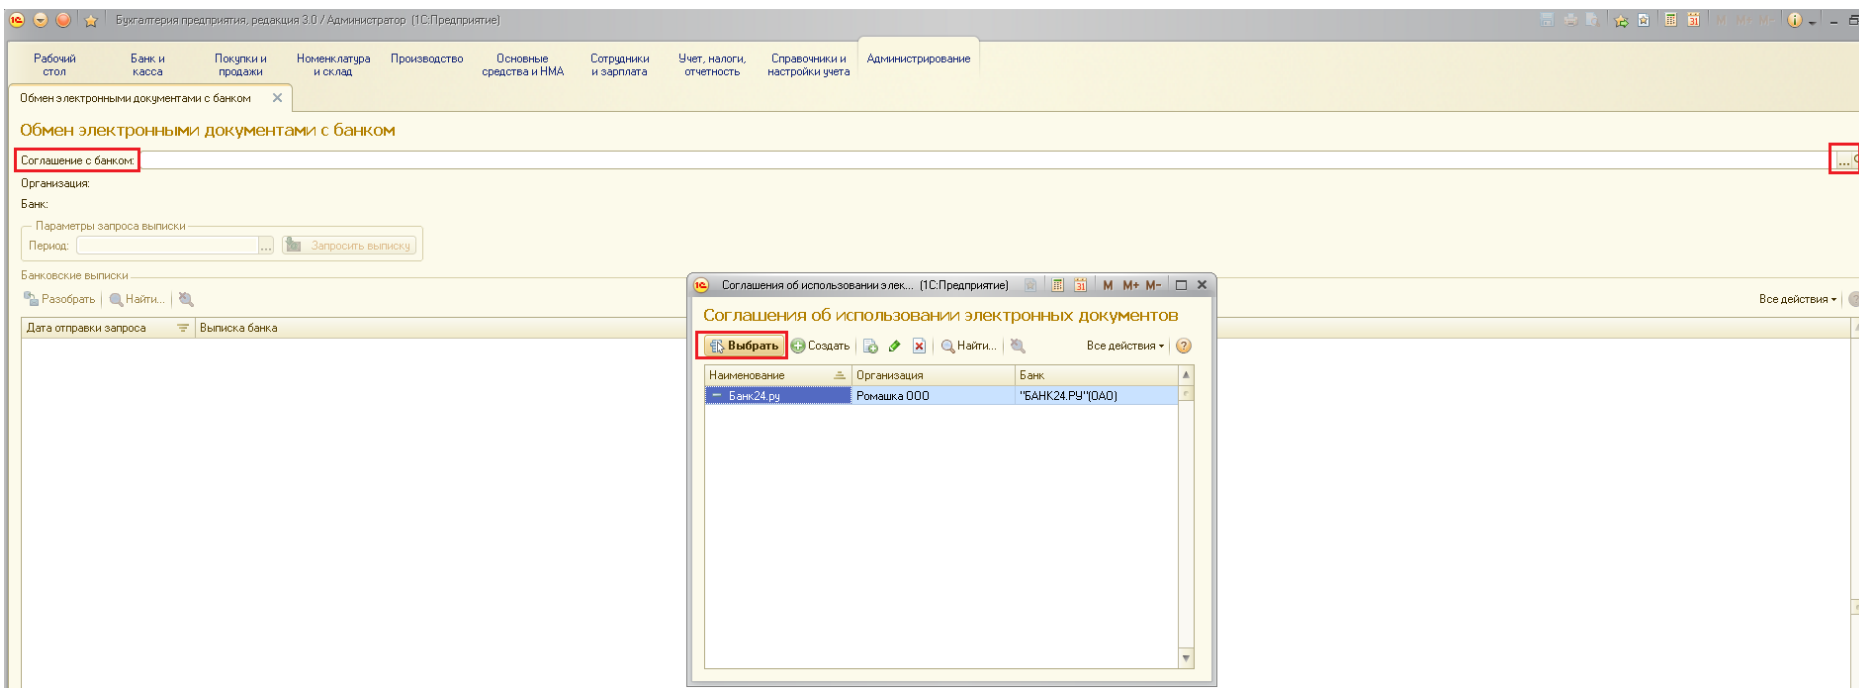 Бухгалтерия предприятия, редакция 3.0 / Администратор (1С:Предприятие)
M M+ M-
Рабочий стол
Банк и касса
Покупки и продажи
Номенклатура и склад
Производство
Основные средства и НМА
Сотрудники и зарплата
Учет, налоги, отчетность
Справочники и настройки учета
Администрирование
Обмен электронными документами с банком
Обмен электронными документами с банком
Соглашение с банком:
...
Организация:
Банк:
Параметры запроса выписки
Период: ... Запросить выписку
Банковские выписки
Разобрать Найти...
Все действия
Дата отправки запроса Выписка банка
Соглашения об использовании элек... (1С:Предприятие) 31 M M+ M-
Соглашения об использовании электронных документов
Выбрать Создать Найти... Все действия
Наименование Организация Банк
Банк24.ру Ромашка ООО "БАНК24.РУ"(ОАО)